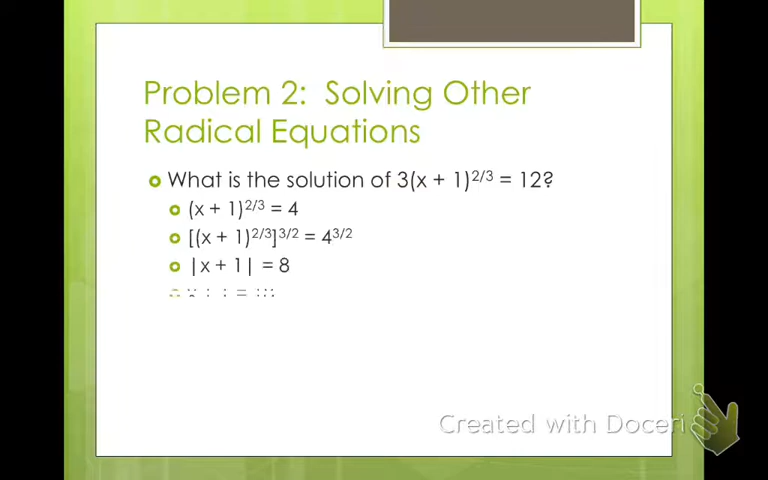 Problem 2: Solving Other
Radical Equations
What is the solution of 3(x + 1)^2/3 = 12?
(x + 1)^2/3 = 4
[(x + 1)^2/3]^3/2 = 4^3/2
|x + 1| = 8
Created with Doceri